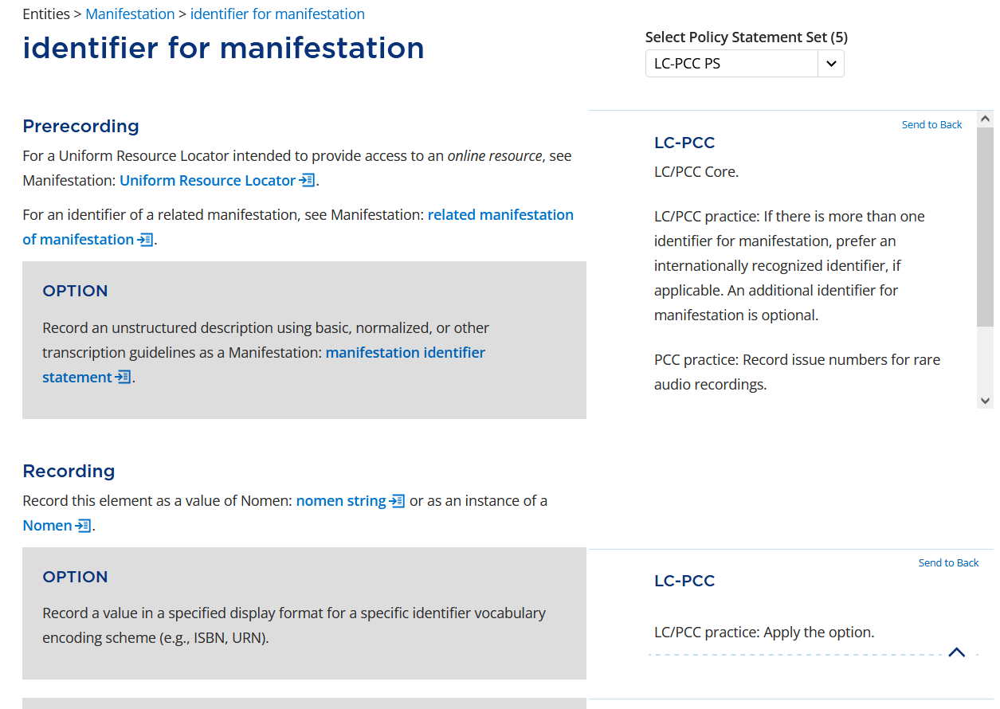 Entities > Manifestation > identifier for manifestation
identifier for manifestation
Select Policy Statement Set (5)
LC-PCC PS
Prerecording
For a Uniform Resource Locator intended to provide access to an online resource, see
Manifestation: Uniform Resource Locator.
For an identifier of a related manifestation, see Manifestation: related manifestation
of manifestation.
OPTION
Record an unstructured description using basic, normalized, or other
transcription guidelines as a Manifestation: manifestation identifier
statement.
Send to Back
LC-PCC
LC/PCC Core.
LC/PCC practice: If there is more than one
identifier for manifestation, prefer an
internationally recognized identifier, if
applicable. An additional identifier for
manifestation is optional.
PCC practice: Record issue numbers for rare
audio recordings.
Recording
Record this element as a value of Nomen: nomen string or as an instance of a
Nomen.
OPTION
Record a value in a specified display format for a specific identifier vocabulary
encoding scheme (e.g., ISBN, URN).
Send to Back
LC-PCC
LC/PCC practice: Apply the option.